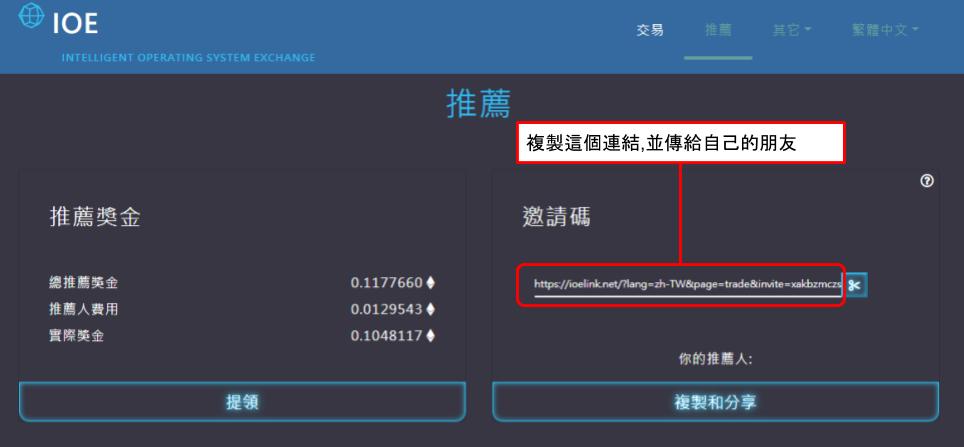 IOE
INTELLIGENT OPERATING SYSTEM EXCHANGE
交易 推薦 其它 繁體中文
推薦
複製這個連結,並傳給自己的朋友
推薦獎金
總推薦獎金 0.1177660
推薦人費用 0.0129543
實際獎金 0.1048117
提領
邀請碼
https://ioelink.net/?lang=zh-TW&page=trade&invite=xakbzmczs
你的推薦人:
複製和分享